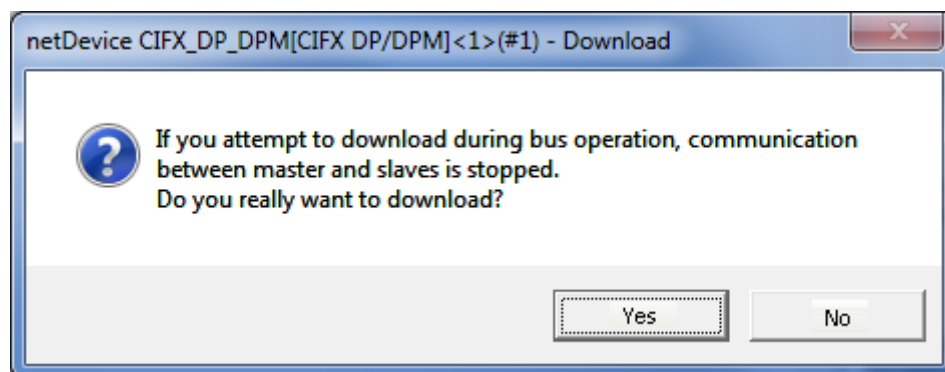 netDevice CIFX_DP_DPM[CIFX DP/DPM]<1>(#1) - Download
If you attempt to download during bus operation, communication
between master and slaves is stopped.
Do you really want to download?
Yes
No